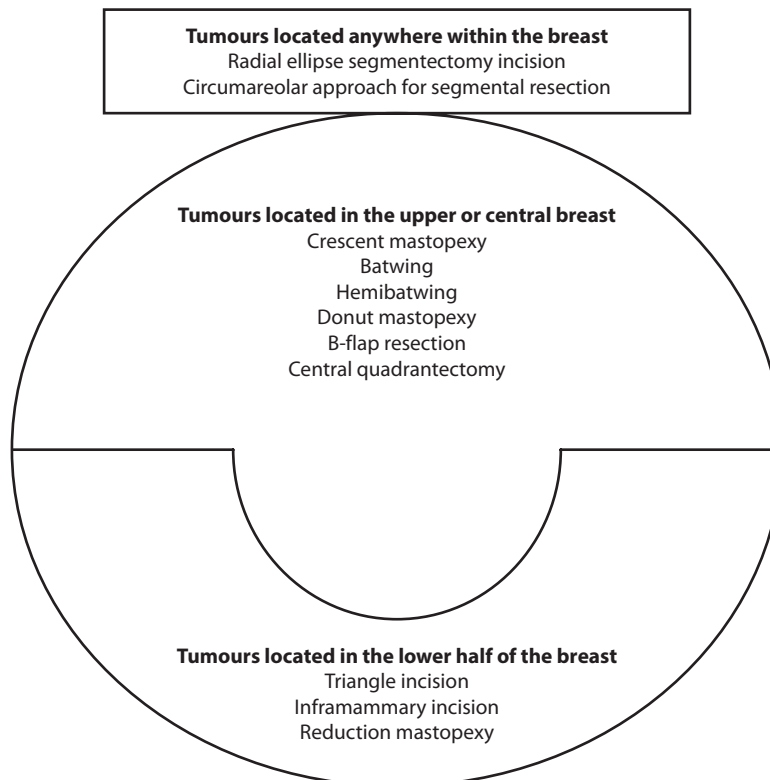 Tumours located anywhere within the breast
Radial ellipse segmentectomy incision
Circumareolar approach for segmental resection
Tumours located in the upper or central breast
Crescent mastopexy
Batwing
Hemibatwing
Donut mastopexy
B-flap resection
Central quadrantectomy
Tumours located in the lower half of the breast
Triangle incision
Inframammary incision
Reduction mastopexy